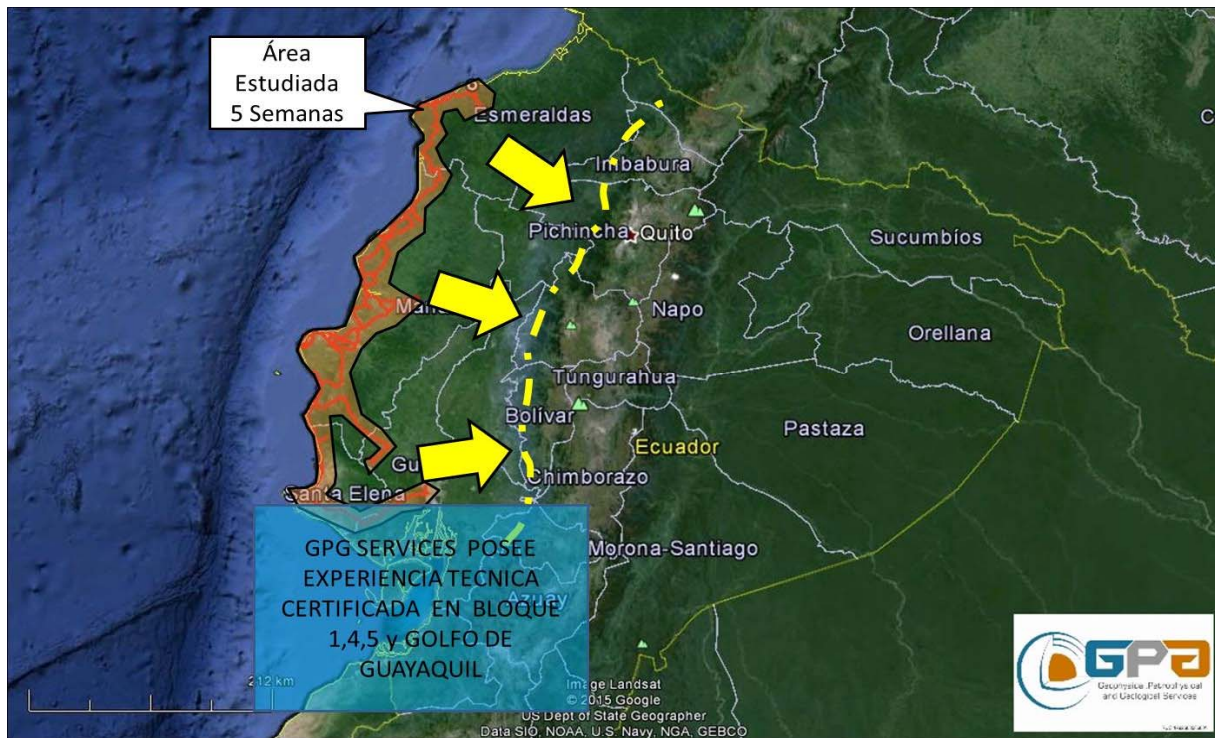 Área
Estudiada
5 Semanas
Esmeraldas
Imbabura
Pichincha
Quito
Sucumbíos
Napo
Orellana
Tungurahua
Bolívar
Pastaza
Ecuador
Chimborazo
Santa Elena
Morona-Santiago
GPG SERVICES POSEE
EXPERIENCIA TECNICA
CERTIFICADA EN BLOQUE
1,4,5 y GOLFO DE
GUAYAQUIL
Azuay
212 km
Image Landsat
© 2015 Google
US Dept of State Geographer
Data SIO, NOAA, U.S. Navy, NGA, GEBCO
GPG
Geophysical, Petrophysical
and Geological Services